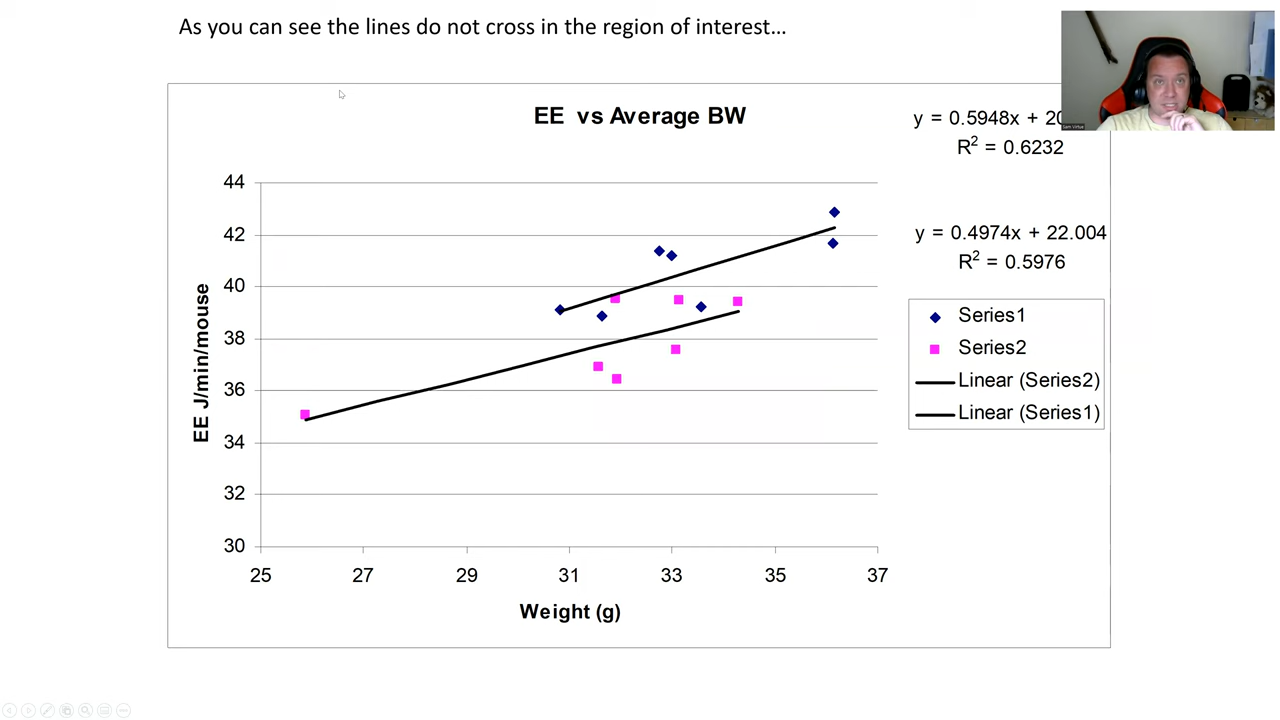 As you can see the lines do not cross in the region of interest...
EE vs Average BW
y = 0.5948x + 20
R2 = 0.6232
y = 0.4974x + 22.004
R2 = 0.5976
44
42
40
38
36
34
32
30
EE J/min/mouse
25 27 29 31 33 35 37
Weight (g)
Series1
Series2
Linear (Series2)
Linear (Series1)
Sam Virtue